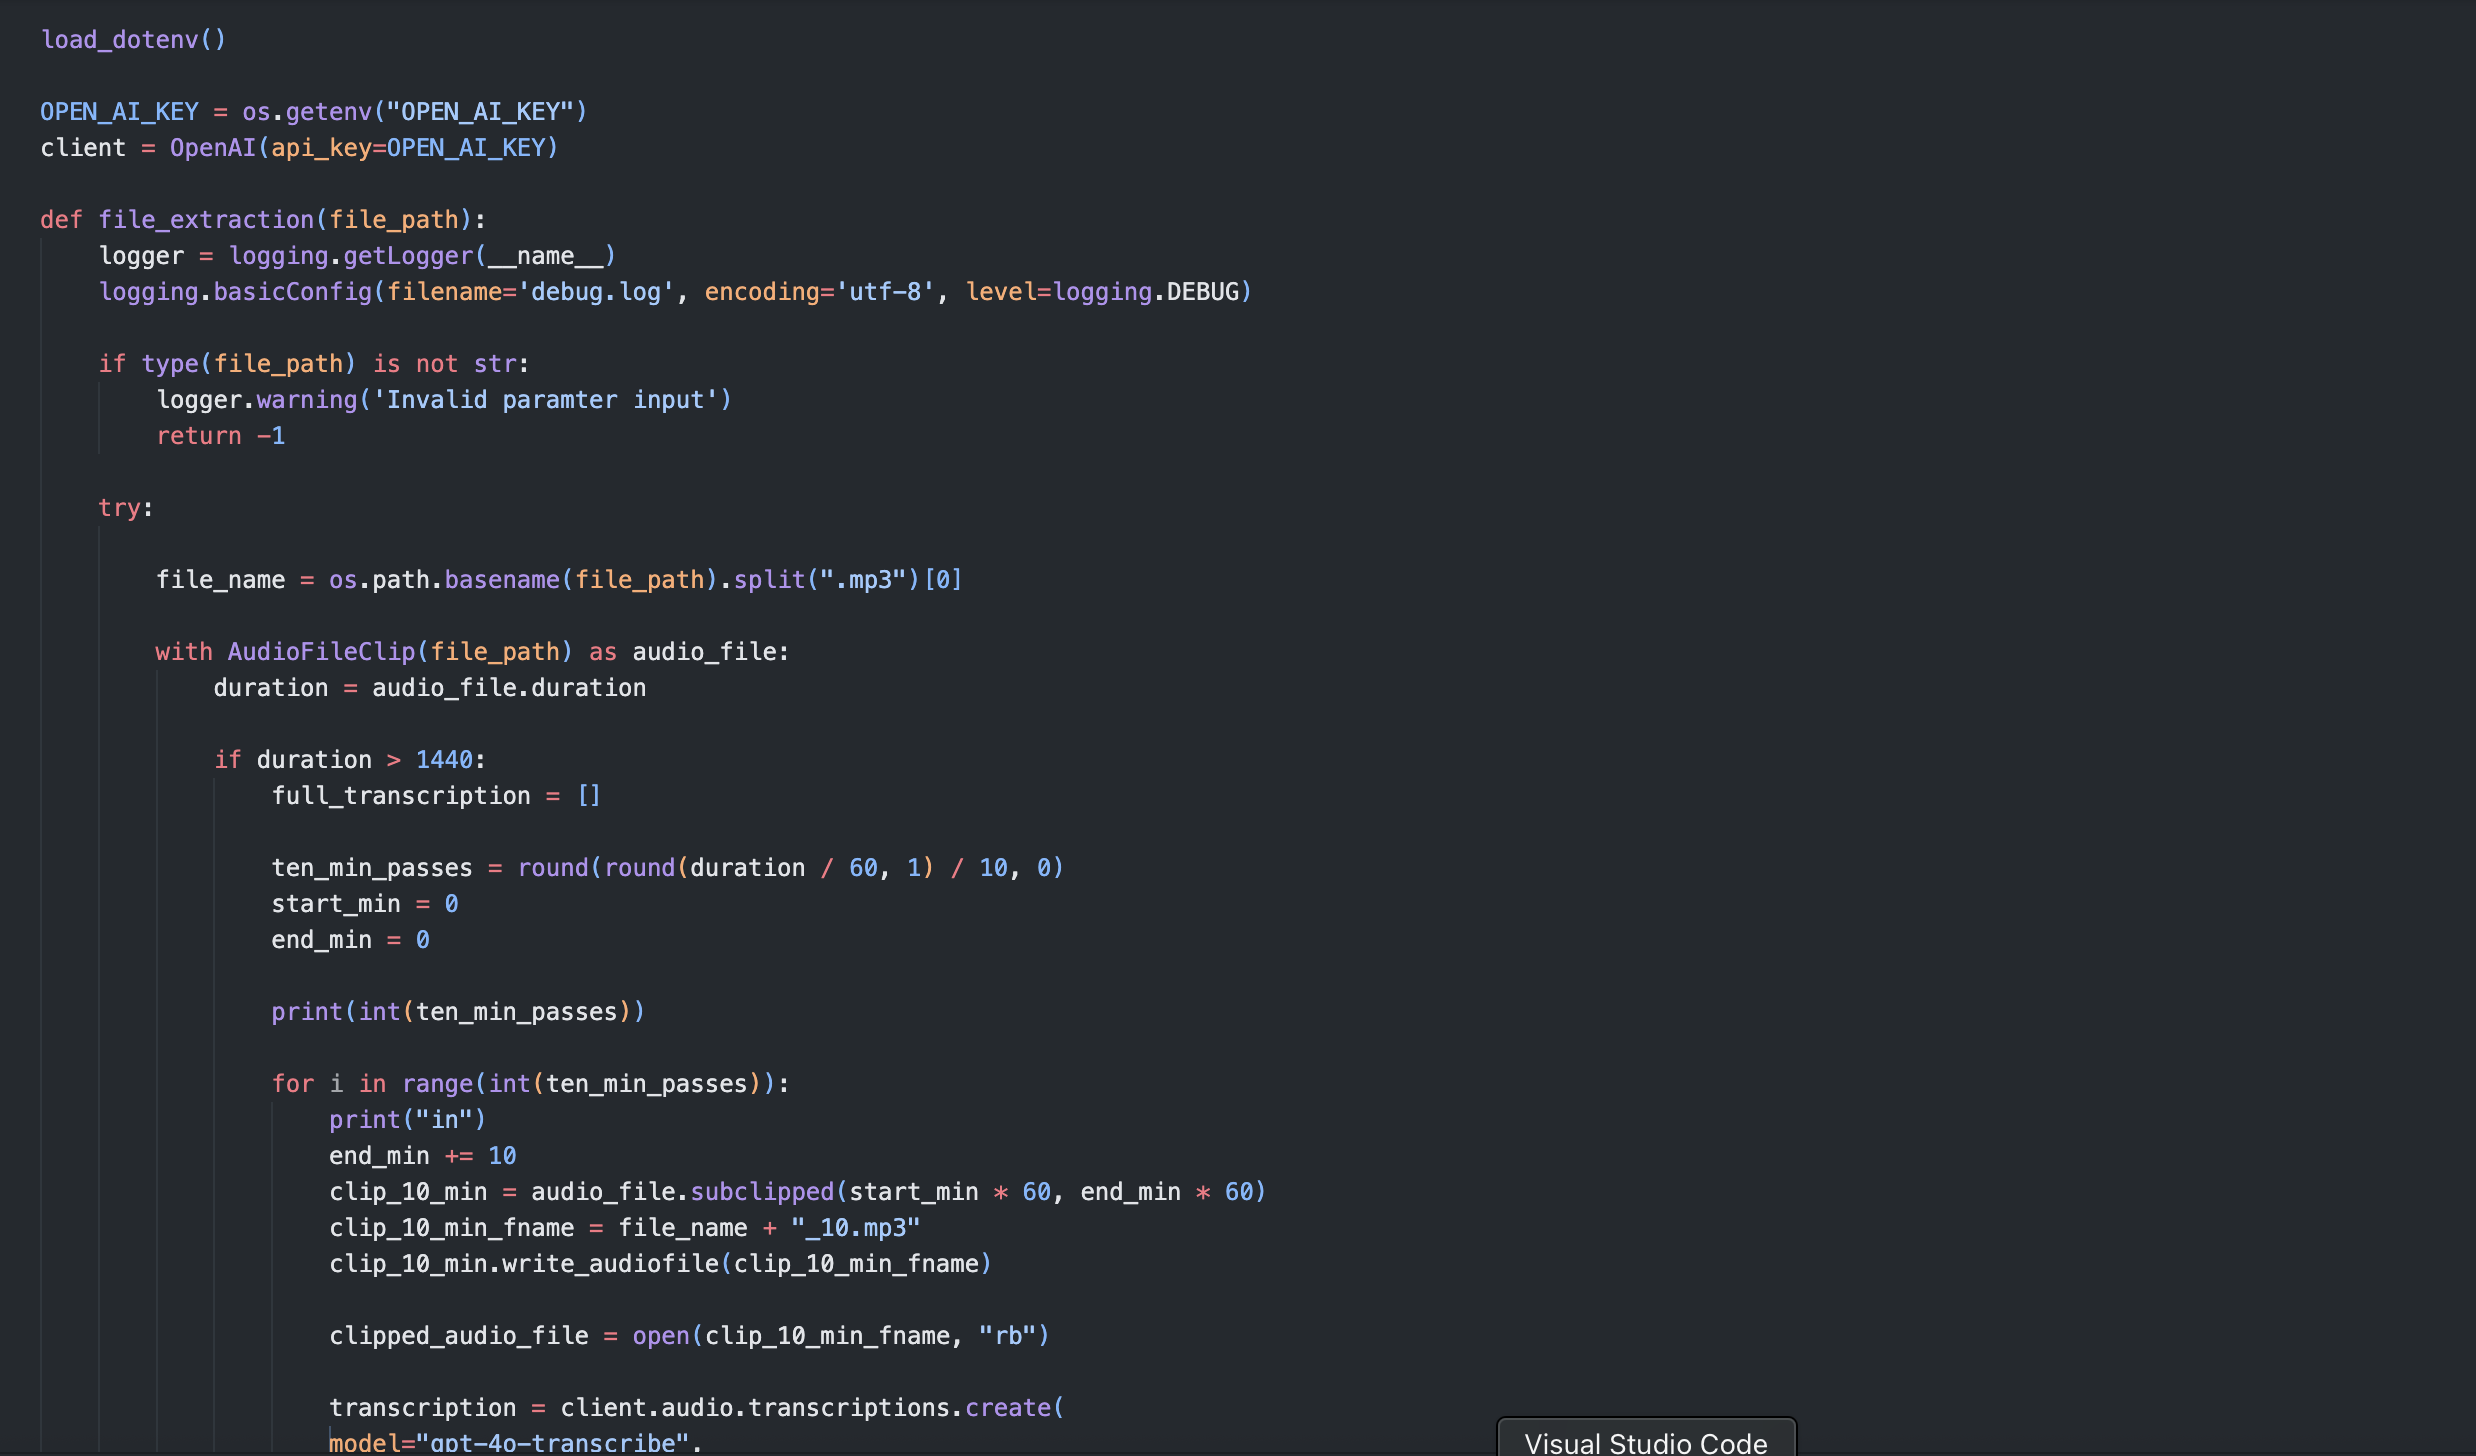 load_dotenv()
OPEN_AI_KEY = os.getenv("OPEN_AI_KEY")
client = OpenAI(api_key=OPEN_AI_KEY)
def file_extraction(file_path):
    logger = logging.getLogger(__name__)
    logging.basicConfig(filename='debug.log', encoding='utf-8', level=logging.DEBUG)
    if type(file_path) is not str:
        logger.warning('Invalid paramter input')
        return -1
    try:
        file_name = os.path.basename(file_path).split(".mp3")[0]
        with AudioFileClip(file_path) as audio_file:
            duration = audio_file.duration
            if duration > 1440:
                full_transcription = []
                ten_min_passes = round(round(duration / 60, 1) / 10, 0)
                start_min = 0
                end_min = 0
                print(int(ten_min_passes))
                for i in range(int(ten_min_passes)):
                    print("in")
                    end_min += 10
                    clip_10_min = audio_file.subclipped(start_min * 60, end_min * 60)
                    clip_10_min_fname = file_name + "_10.mp3"
                    clip_10_min.write_audiofile(clip_10_min_fname)
                    clipped_audio_file = open(clip_10_min_fname, "rb")
                    transcription = client.audio.transcriptions.create(
                    model="gpt-4o-transcribe",
Visual Studio Code